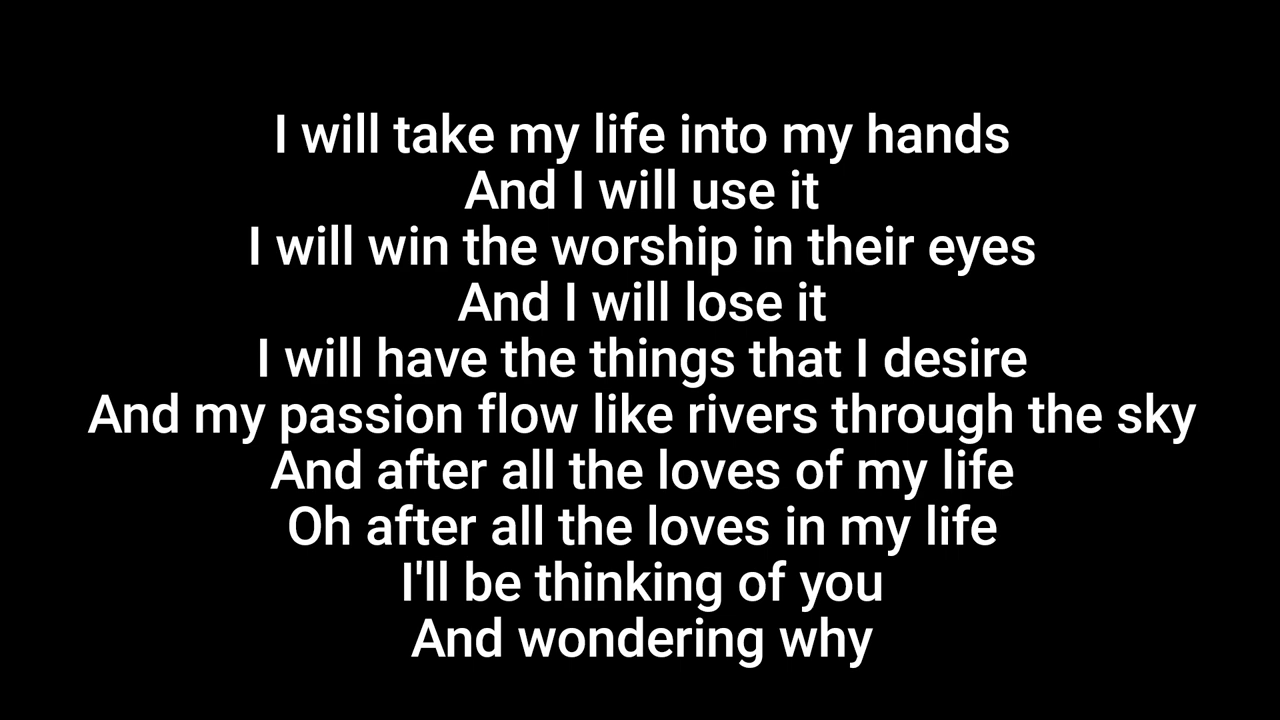 I will take my life into my hands
And I will use it
I will win the worship in their eyes
And I will lose it
I will have the things that I desire
And my passion flow like rivers through the sky
And after all the loves of my life
Oh after all the loves in my life
I'll be thinking of you
And wondering why